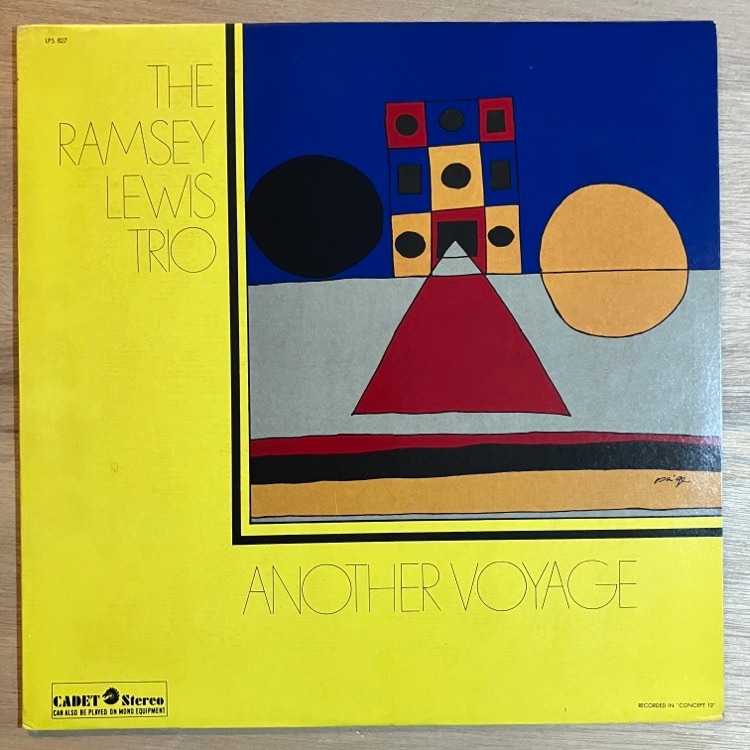 LPS 827
THE
RAMSEY
LEWIS
TRIO
ANOTHER VOYAGE
CADET Stereo
CAN ALSO BE PLAYED ON MONO EQUIPMENT
RECORDED IN "CONCEPT 12"